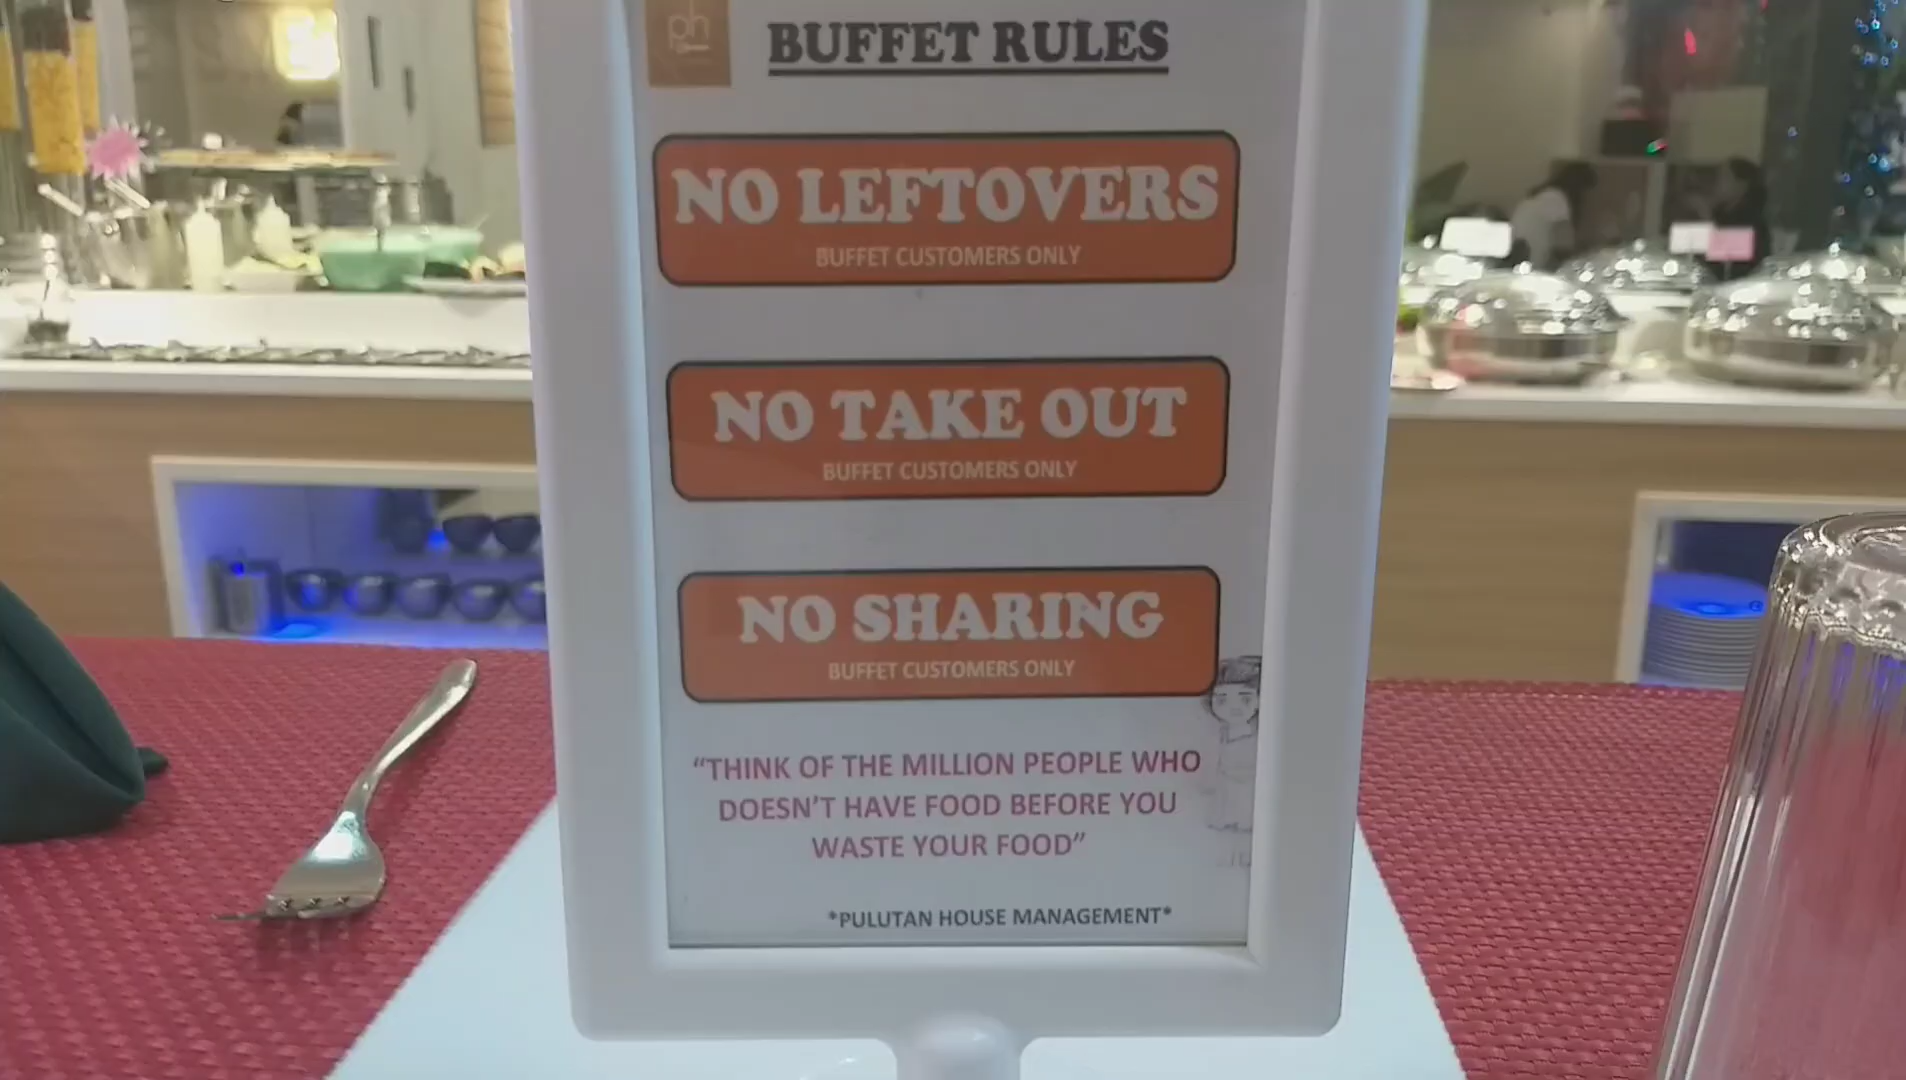 ph
BUFFET RULES
NO LEFTOVERS
BUFFET CUSTOMERS ONLY
NO TAKE OUT
BUFFET CUSTOMERS ONLY
NO SHARING
BUFFET CUSTOMERS ONLY
“THINK OF THE MILLION PEOPLE WHO
DOESN’T HAVE FOOD BEFORE YOU
WASTE YOUR FOOD”
*PULUTAN HOUSE MANAGEMENT*